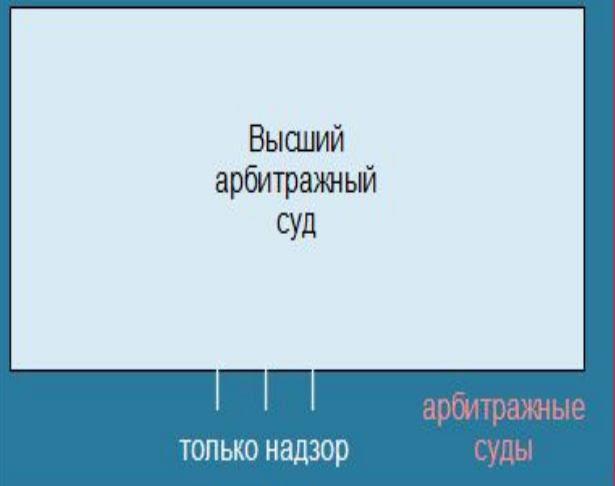 Высший
арбитражный
суд
арбитражные
суды
только надзор